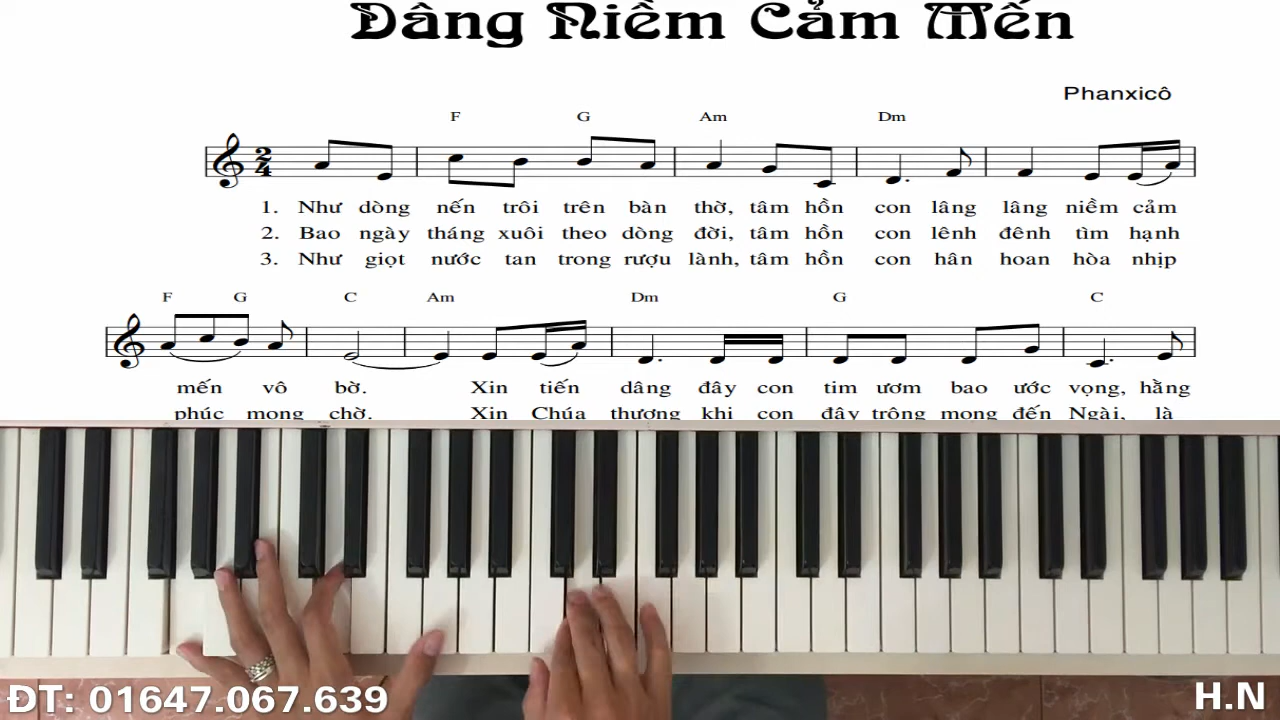 Dâng Niềm Cảm Mến
Phanxicô
F G Am Dm
2
4
1. Như dòng nến trôi trên bàn thờ, tâm hồn con lâng lâng niềm cảm
2. Bao ngày tháng xuôi theo dòng đời, tâm hồn con lênh đênh tìm hạnh
3. Như giọt nước tan trong rượu lành, tâm hồn con hân hoan hòa nhịp
F G C Am Dm G C
mến vô bờ. Xin tiến dâng đây con tim ươm bao ước vọng, hằng
phúc mong chờ. Xin Chúa thương khi con đây trông mong đến Ngài, là
ĐT: 01647.067.639
H.N